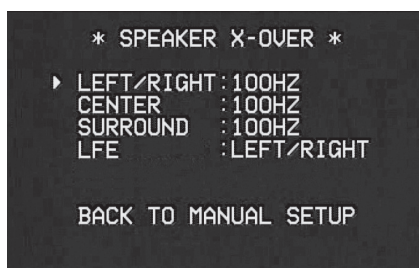 * SPEAKER X-OVER *
LEFT/RIGHT:100HZ
CENTER :100HZ
SURROUND :100HZ
LFE :LEFT/RIGHT
BACK TO MANUAL SETUP